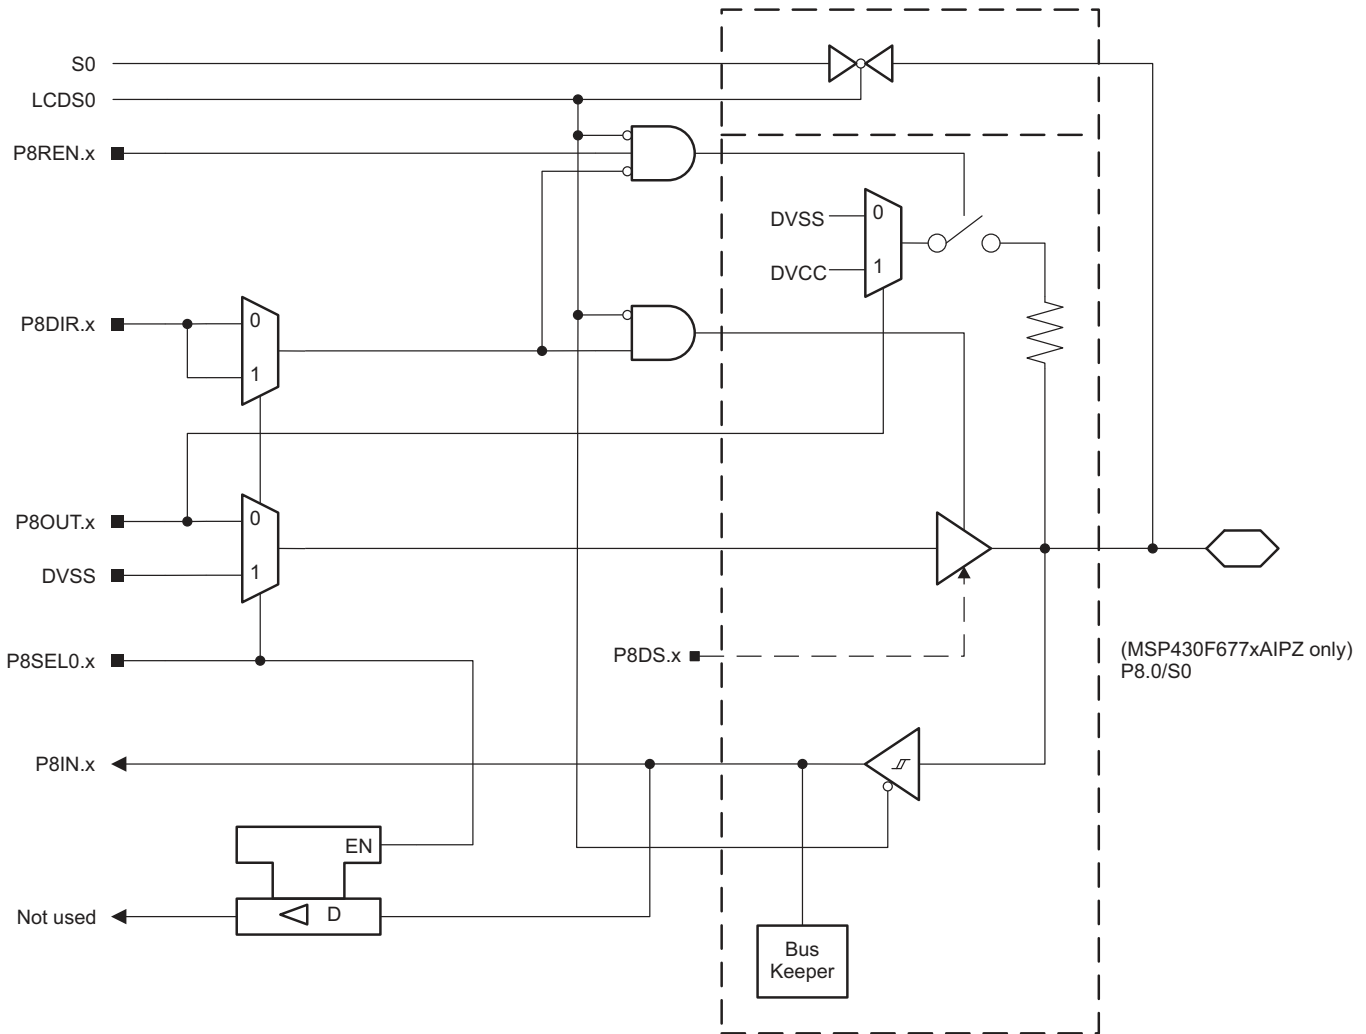 S0
LCDS0
P8REN.x
DVSS
0
DVCC
1
P8DIR.x
0
1
P8OUT.x
0
DVSS
1
P8SEL0.x
P8DS.x
(MSP430F677xAIPZ only)
P8.0/S0
P8IN.x
EN
Not used
D
Bus
Keeper